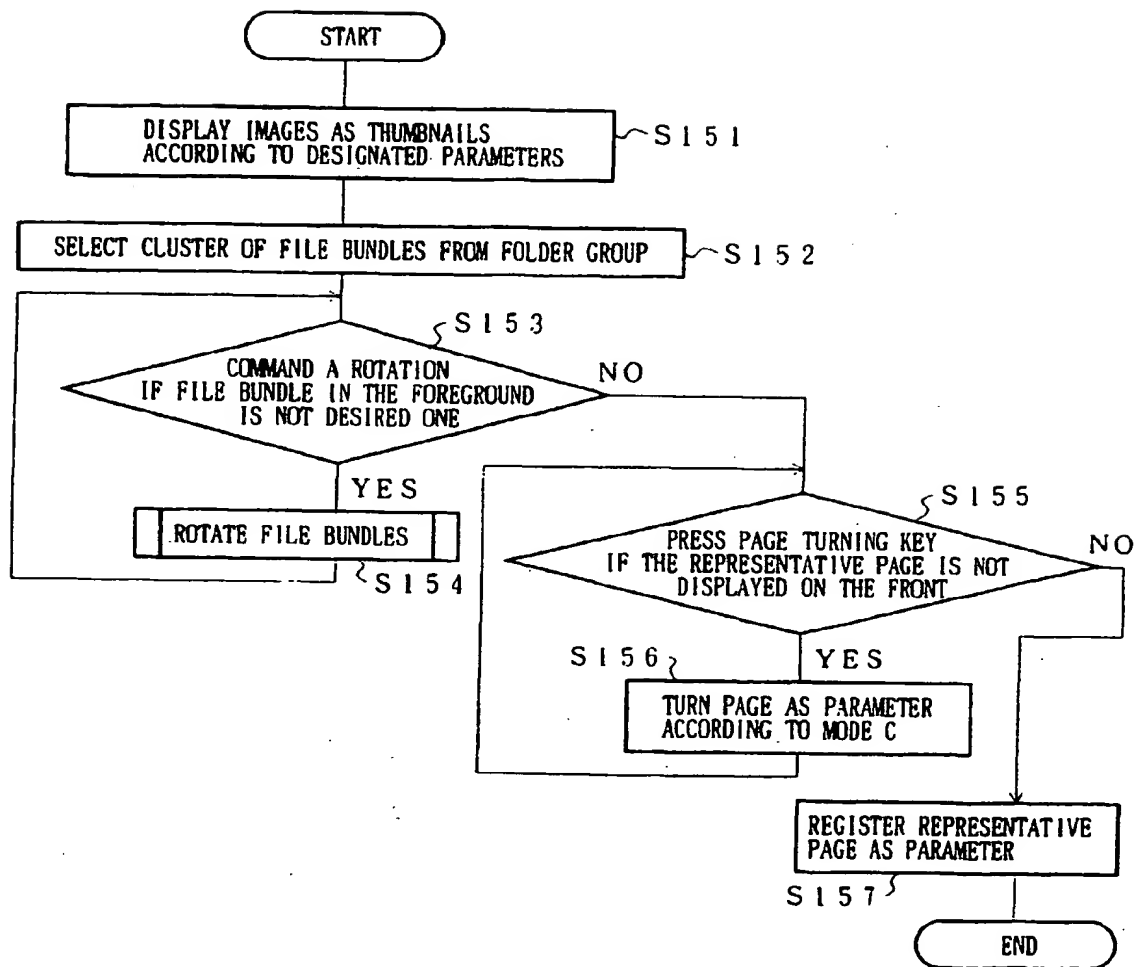 START
DISPLAY IMAGES AS THUMBNAILS
ACCORDING TO DESIGNATED PARAMETERS
S151
SELECT CLUSTER OF FILE BUNDLES FROM FOLDER GROUP
S152
S153
COMMAND A ROTATION
IF FILE BUNDLE IN THE FOREGROUND
IS NOT DESIRED ONE
NO
YES
ROTATE FILE BUNDLES
S154
S155
PRESS PAGE TURNING KEY
IF THE REPRESENTATIVE PAGE IS NOT
DISPLAYED ON THE FRONT
NO
YES
S156
TURN PAGE AS PARAMETER
ACCORDING TO MODE C
REGISTER REPRESENTATIVE
PAGE AS PARAMETER
S157
END